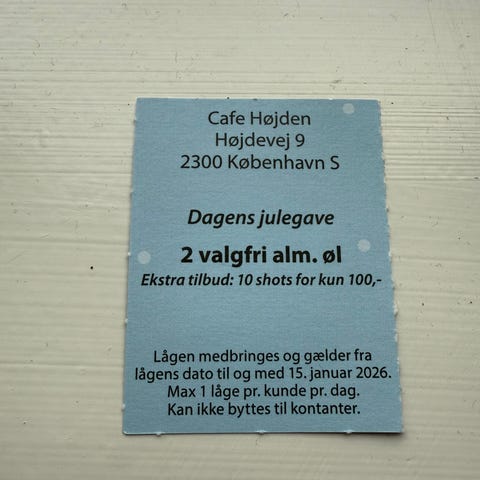 Cafe Højden
Højdevej 9
2300 København S
Dagens julegave
2 valgfri alm. øl
Ekstra tilbud: 10 shots for kun 100,-
Lågen medbringes og gælder fra
lågens dato til og med 15. januar 2026.
Max 1 låge pr. kunde pr. dag.
Kan ikke byttes til kontanter.